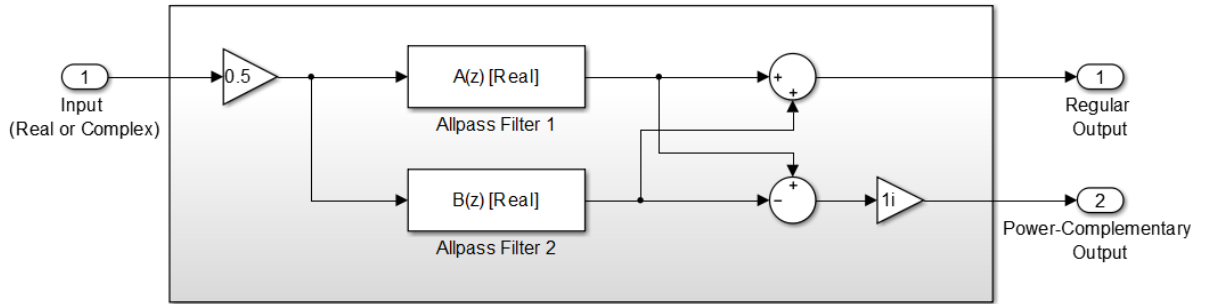 1
Input
(Real or Complex)
0.5
A(z) [Real]
Allpass Filter 1
B(z) [Real]
Allpass Filter 2
+
+
+
−
1i
1
Regular
Output
2
Power-Complementary
Output